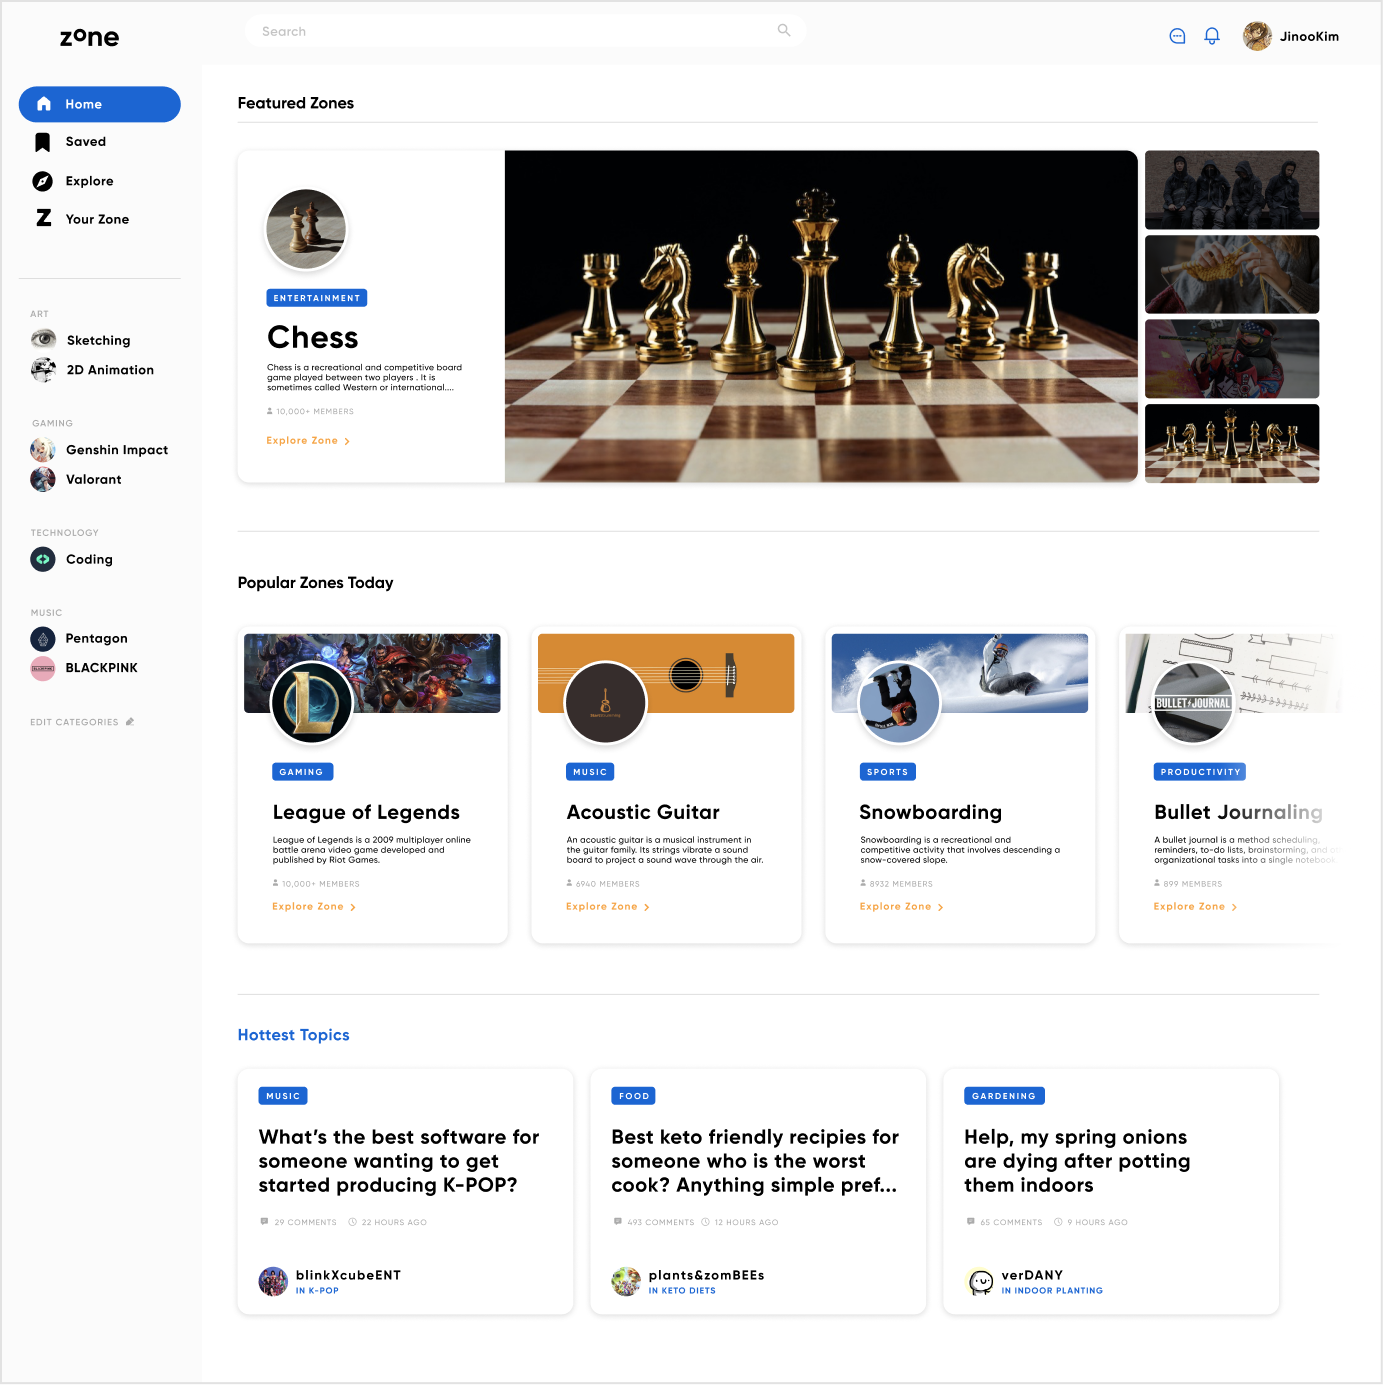 zone
Search
JinooKim
Home
Saved
Explore
Your Zone
ART
Sketching
2D Animation
GAMING
Genshin Impact
Valorant
TECHNOLOGY
Coding
MUSIC
Pentagon
BLACKPINK
EDIT CATEGORIES
Featured Zones
ENTERTAINMENT
Chess
Chess is a recreational and competitive board
game played between two players . It is
sometimes called Western or international....
10,000+ MEMBERS
Explore Zone
Popular Zones Today
GAMING
League of Legends
League of Legends is a 2009 multiplayer online
battle arena video game developed and
published by Riot Games.
10,000+ MEMBERS
Explore Zone
MUSIC
Acoustic Guitar
An acoustic guitar is a musical instrument in
the guitar family. Its strings vibrate a sound
board to project a sound wave through the air.
6940 MEMBERS
Explore Zone
SPORTS
Snowboarding
Snowboarding is a recreational and
competitive activity that involves descending a
snow-covered slope.
8932 MEMBERS
Explore Zone
BULLET JOURNAL
PRODUCTIVITY
Bullet Journaling
A bullet journal is a method scheduling,
reminders, to-do lists, brainstorming, and
organizational tasks into a single notebook
899 MEMBERS
Explore Zone
Hottest Topics
MUSIC
What's the best software for
someone wanting to get
started producing K-POP?
29 COMMENTS 22 HOURS AGO
blinkXcubeENT
IN K-POP
FOOD
Best keto friendly recipies for
someone who is the worst
cook? Anything simple pref...
493 COMMENTS 12 HOURS AGO
plants&zomBEEs
IN KETO DIETS
GARDENING
Help, my spring onions
are dying after potting
them indoors
65 COMMENTS 9 HOURS AGO
verDANY
IN INDOOR PLANTING